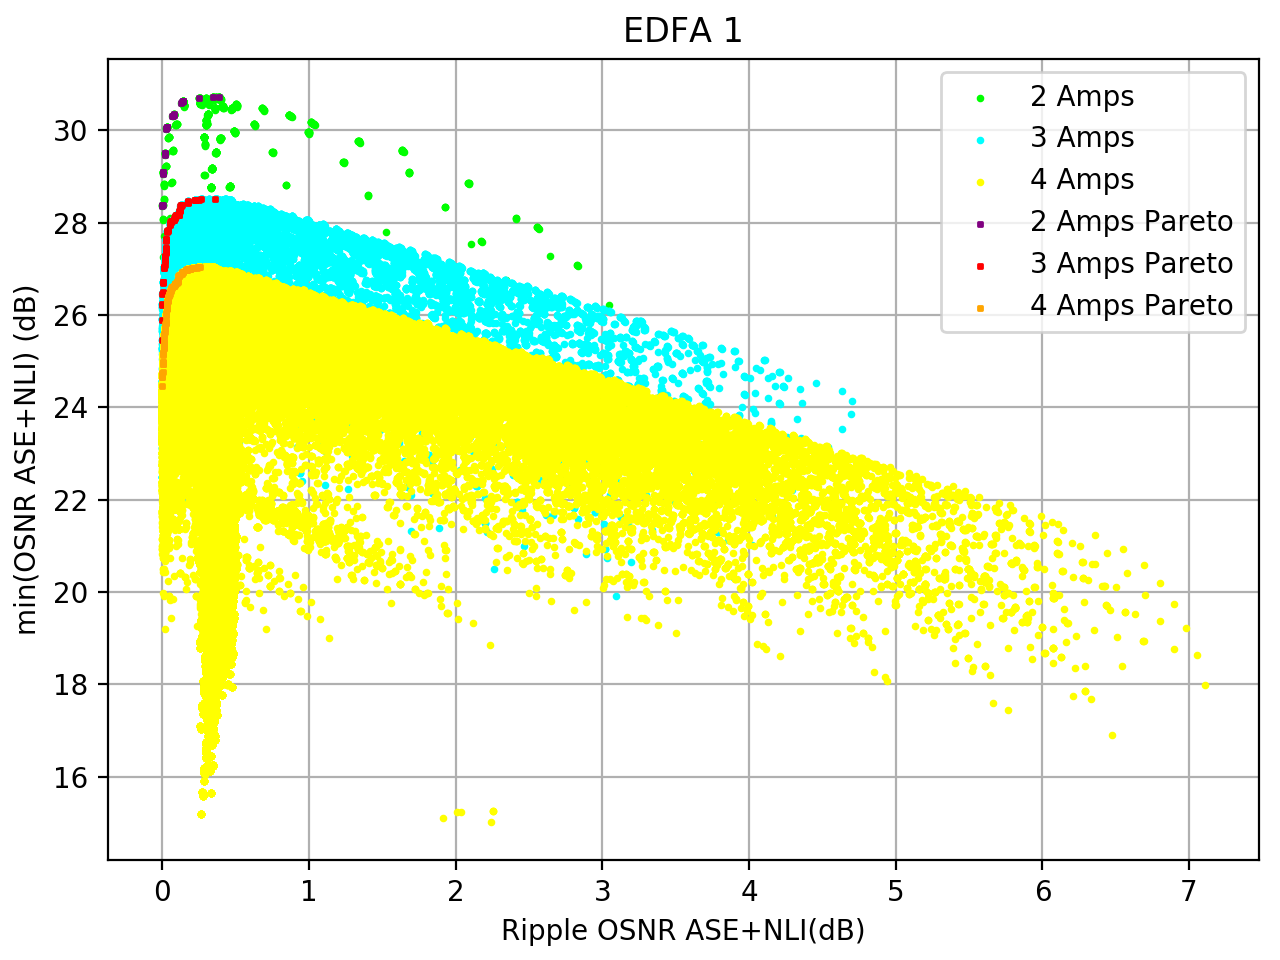 EDFA 1
2 Amps
3 Amps
4 Amps
2 Amps Pareto
3 Amps Pareto
4 Amps Pareto
min(OSNR ASE+NLI) (dB)
30
28
26
24
22
20
18
16
0 1 2 3 4 5 6 7
Ripple OSNR ASE+NLI(dB)